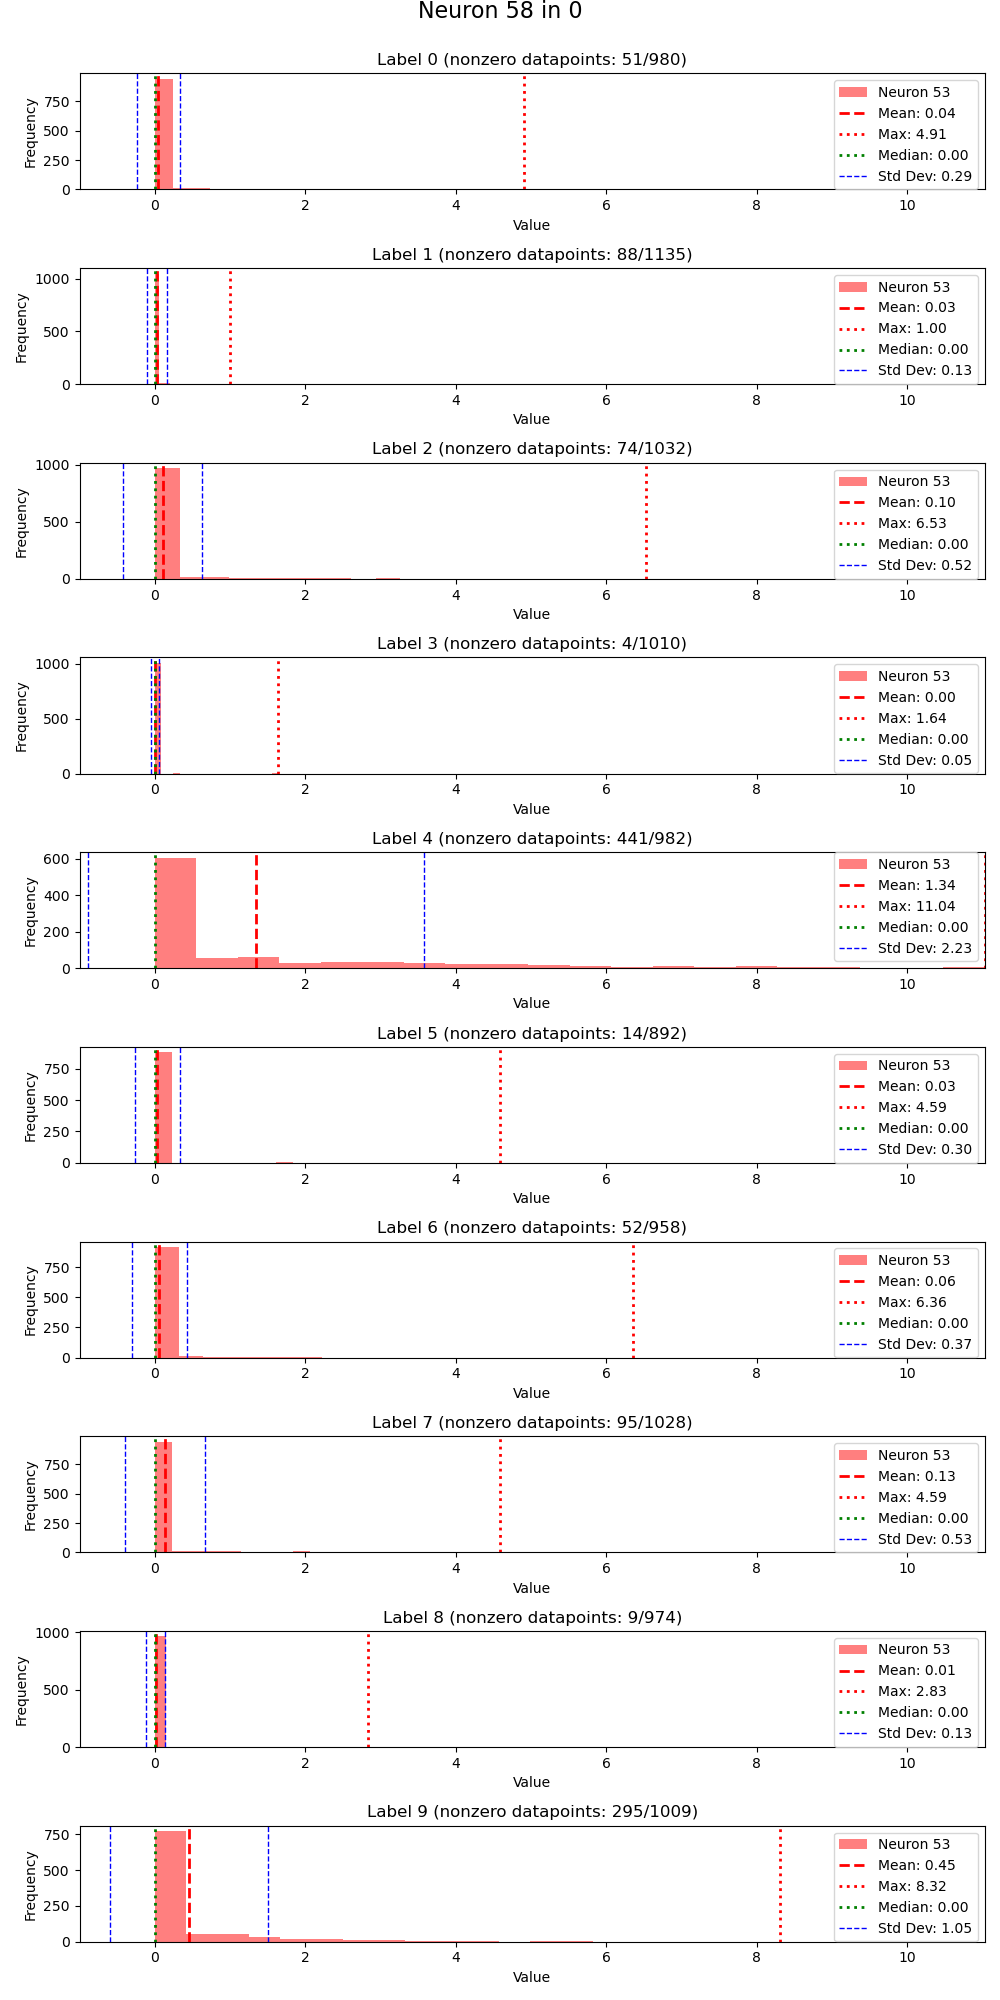 Neuron 58 in 0
Label 0 (nonzero datapoints: 51/980)
Frequency
750
500
250
0
Neuron 53
Mean: 0.04
Max: 4.91
Median: 0.00
Std Dev: 0.29
0 2 4 6 8 10
Value
Label 1 (nonzero datapoints: 88/1135)
Frequency
1000
500
0
Neuron 53
Mean: 0.03
Max: 1.00
Median: 0.00
Std Dev: 0.13
0 2 4 6 8 10
Value
Label 2 (nonzero datapoints: 74/1032)
Frequency
1000
500
0
Neuron 53
Mean: 0.10
Max: 6.53
Median: 0.00
Std Dev: 0.52
0 2 4 6 8 10
Value
Label 3 (nonzero datapoints: 4/1010)
Frequency
1000
500
0
Neuron 53
Mean: 0.00
Max: 1.64
Median: 0.00
Std Dev: 0.05
0 2 4 6 8 10
Value
Label 4 (nonzero datapoints: 441/982)
Frequency
600
400
200
0
Neuron 53
Mean: 1.34
Max: 11.04
Median: 0.00
Std Dev: 2.23
0 2 4 6 8 10
Value
Label 5 (nonzero datapoints: 14/892)
Frequency
750
500
250
0
Neuron 53
Mean: 0.03
Max: 4.59
Median: 0.00
Std Dev: 0.30
0 2 4 6 8 10
Value
Label 6 (nonzero datapoints: 52/958)
Frequency
750
500
250
0
Neuron 53
Mean: 0.06
Max: 6.36
Median: 0.00
Std Dev: 0.37
0 2 4 6 8 10
Value
Label 7 (nonzero datapoints: 95/1028)
Frequency
750
500
250
0
Neuron 53
Mean: 0.13
Max: 4.59
Median: 0.00
Std Dev: 0.53
0 2 4 6 8 10
Value
Label 8 (nonzero datapoints: 9/974)
Frequency
1000
500
0
Neuron 53
Mean: 0.01
Max: 2.83
Median: 0.00
Std Dev: 0.13
0 2 4 6 8 10
Value
Label 9 (nonzero datapoints: 295/1009)
Frequency
750
500
250
0
Neuron 53
Mean: 0.45
Max: 8.32
Median: 0.00
Std Dev: 1.05
0 2 4 6 8 10
Value